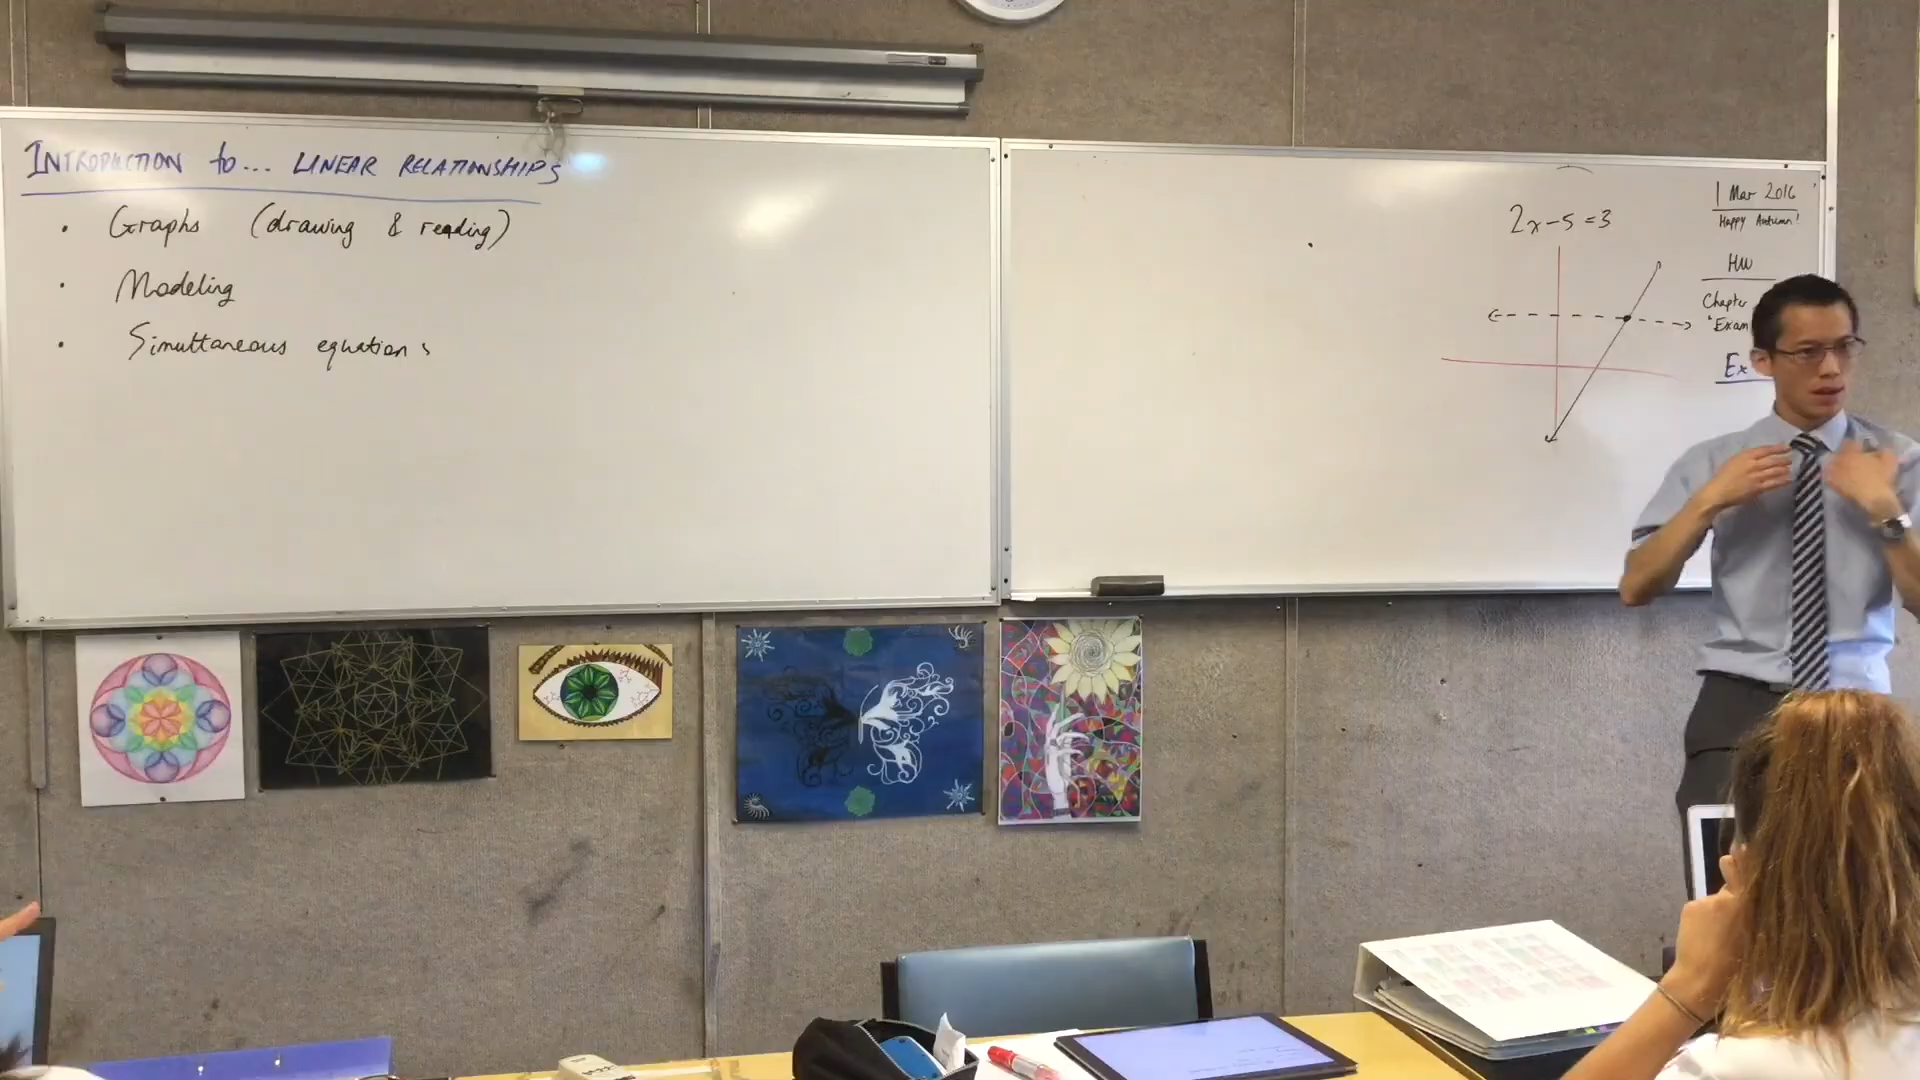 INTRODUCTION to... LINEAR RELATIONSHIPS
• Graphs (drawing & reading)
• Modeling
• Simultaneous equations
2x-5=3
1 Mar 2016
Happy Autumn!
HW
Chapter
"Exam
Ex